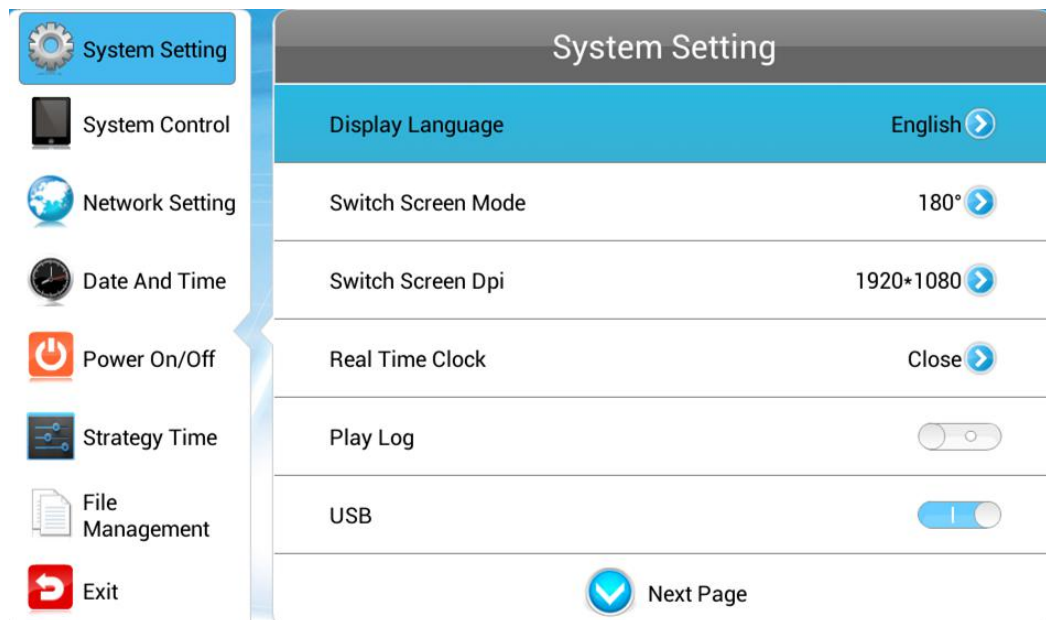 System Setting
System Control
Network Setting
Date And Time
Power On/Off
Strategy Time
File
Management
Exit
System Setting
Display Language English
Switch Screen Mode 180°
Switch Screen Dpi 1920*1080
Real Time Clock Close
Play Log
USB
Next Page